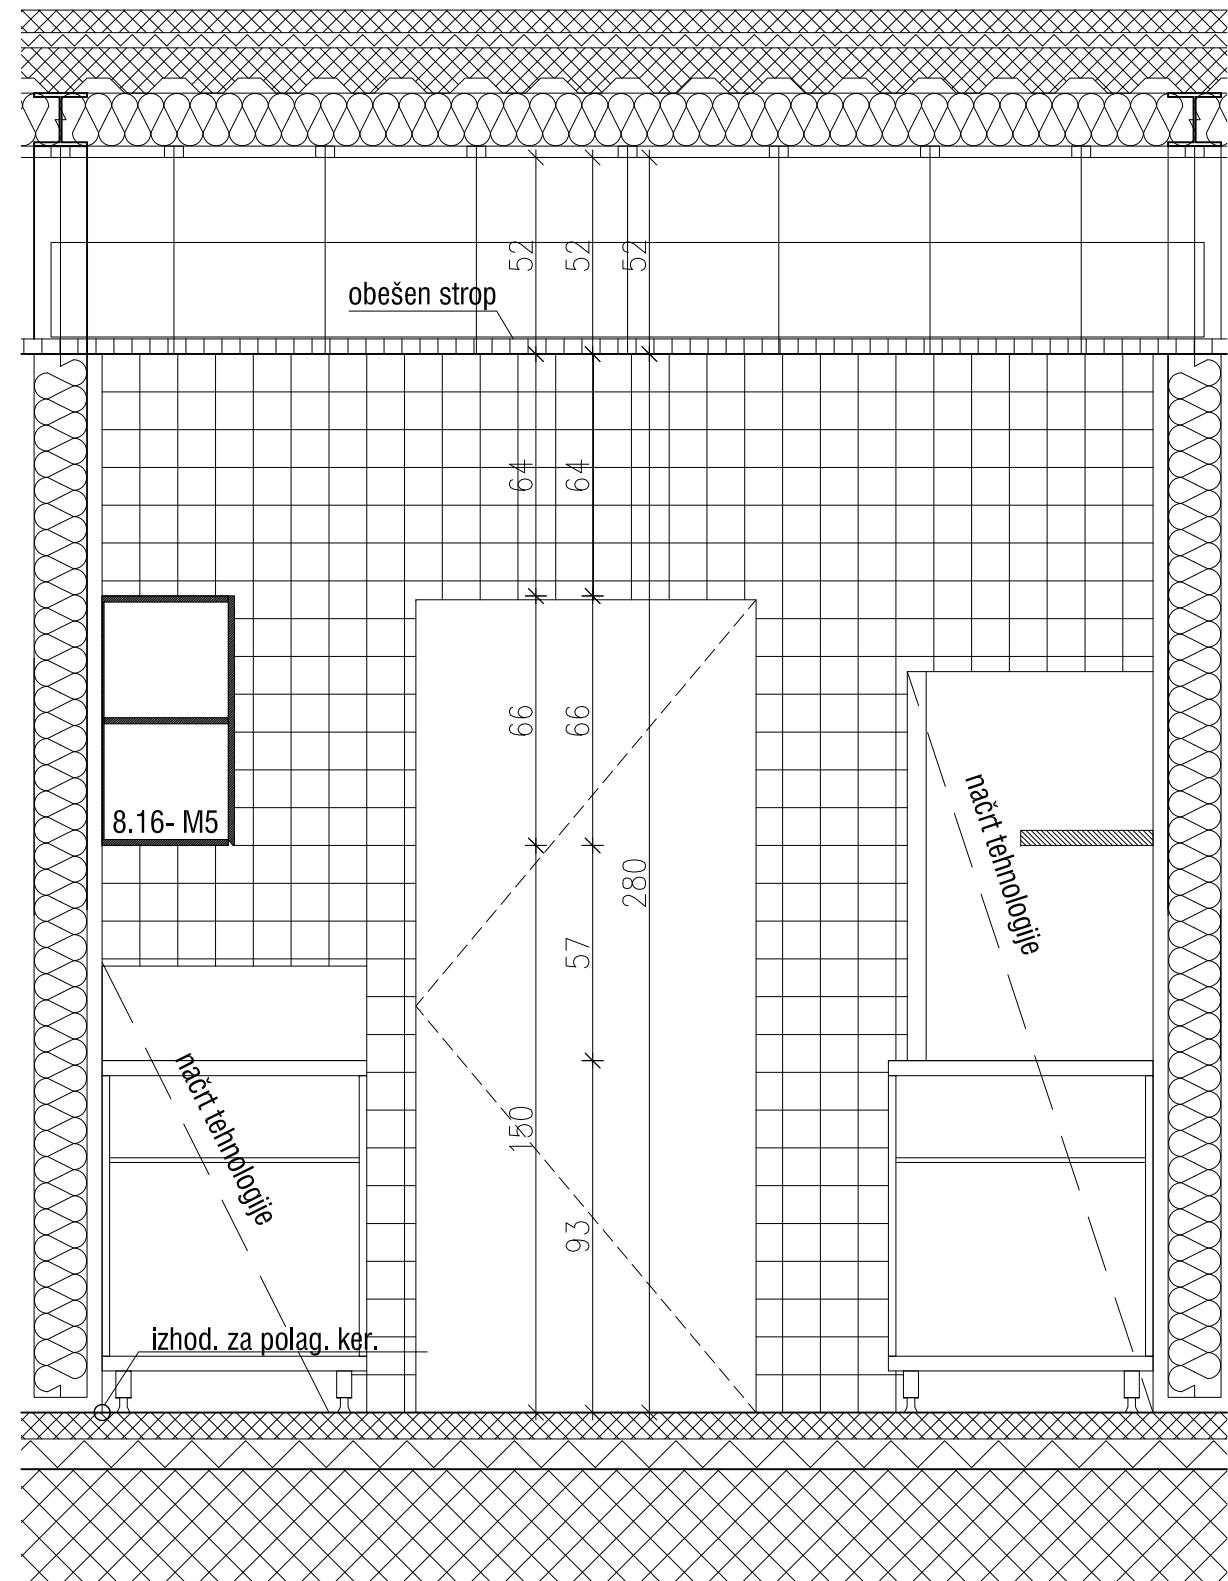 52
52
52
obešen strop
64
64
66
66
8.16- M5
načrt tehnologije
280
57
načrt tehnologije
150
93
izhod. za polag. ker.